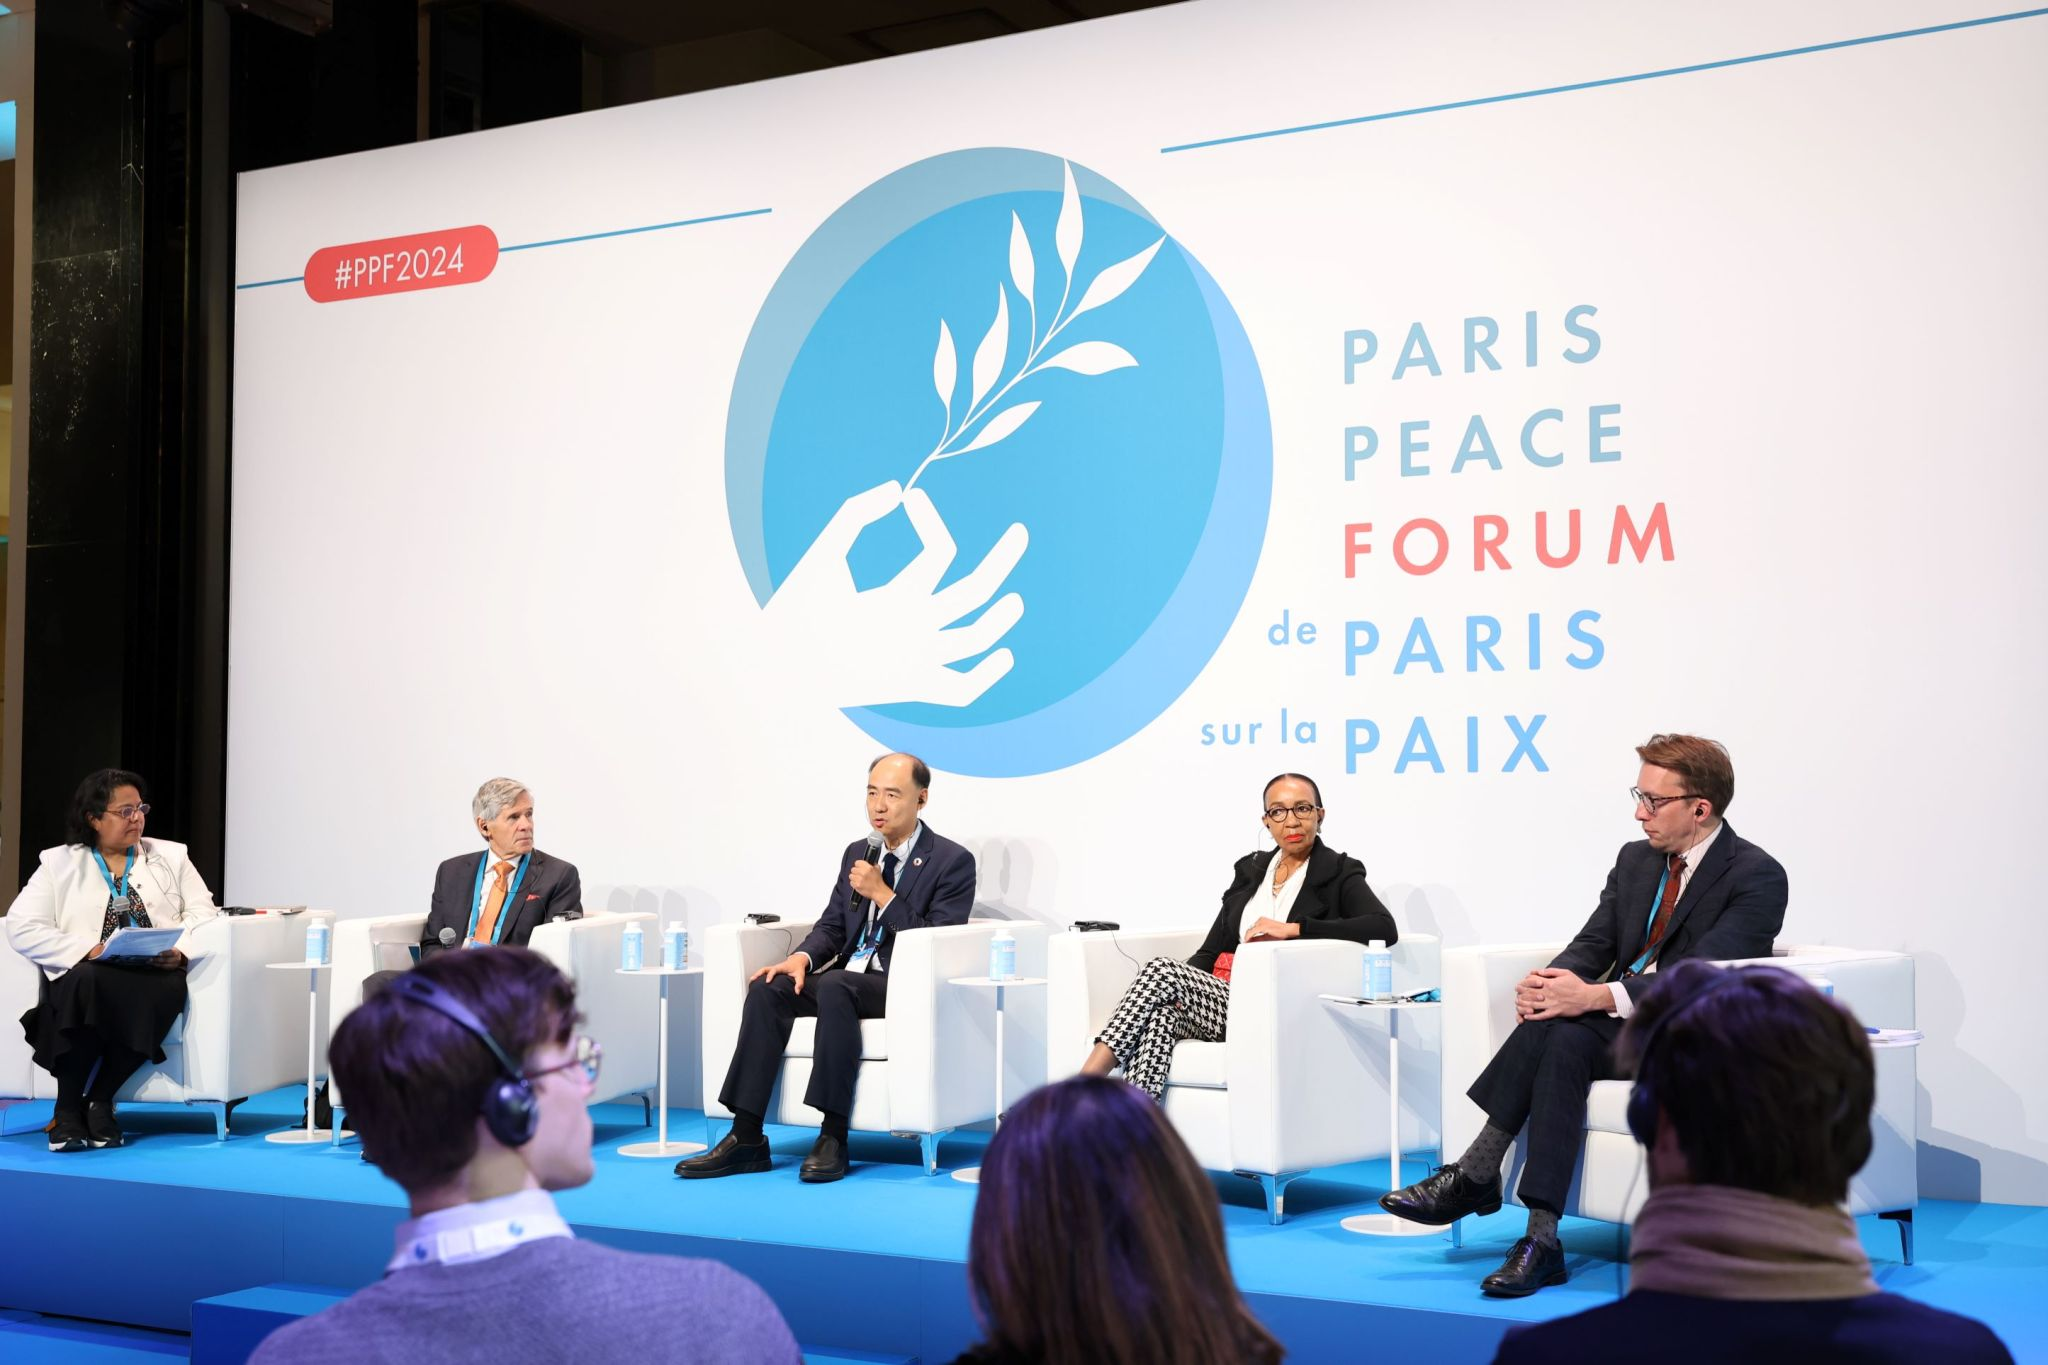 #PPF2024
PARIS
PEACE
FORUM
de PARIS
sur la PAIX